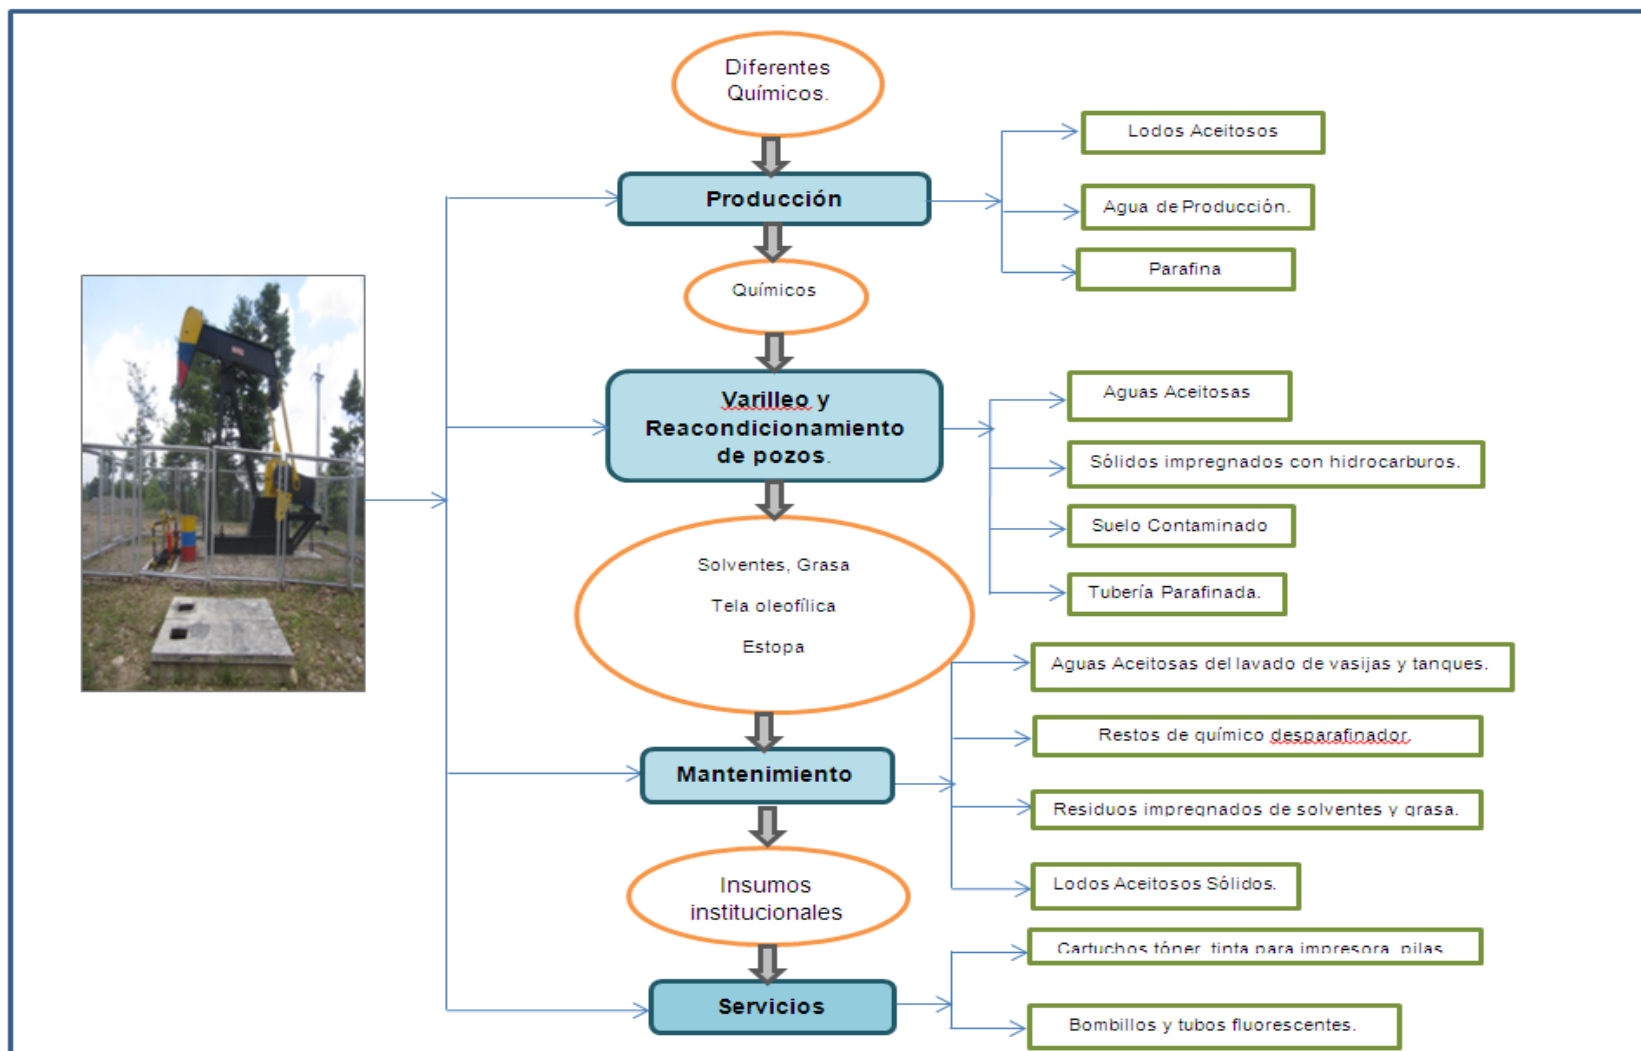 Diferentes
Químicos.
Lodos Aceitosos
Producción
Agua de Producción.
Parafina
Químicos
Varilleo y
Reacondicionamiento
de pozos.
Aguas Aceitosas
Sólidos impregnados con hidrocarburos.
Suelo Contaminado
Tubería Parafinada.
Solventes, Grasa
Tela oleofílica
Estopa
Aguas Aceitosas del lavado de vasijas y tanques.
Restos de químico desparafinador.
Mantenimiento
Residuos impregnados de solventes y grasa.
Lodos Aceitosos Sólidos.
Insumos
institucionales
Cartuchos tóner, tinta para impresora, pilas
Servicios
Bombillos y tubos fluorescentes.